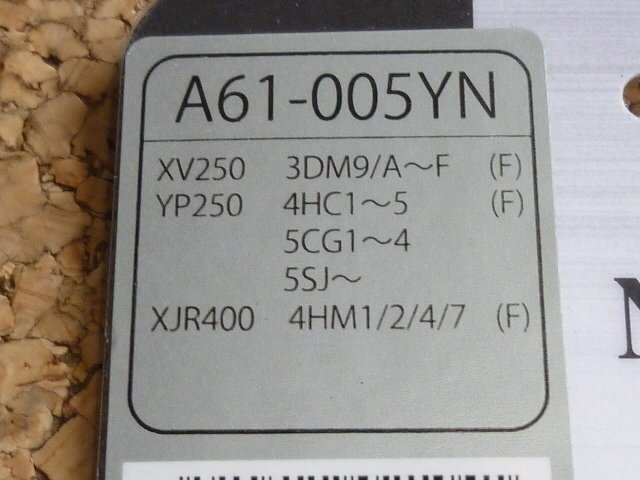 A61-005YN
XV250 3DM9/A～F (F)
YP250 4HC1～5 (F)
5CG1～4
5SJ～
XJR400 4HM1/2/4/7 (F)